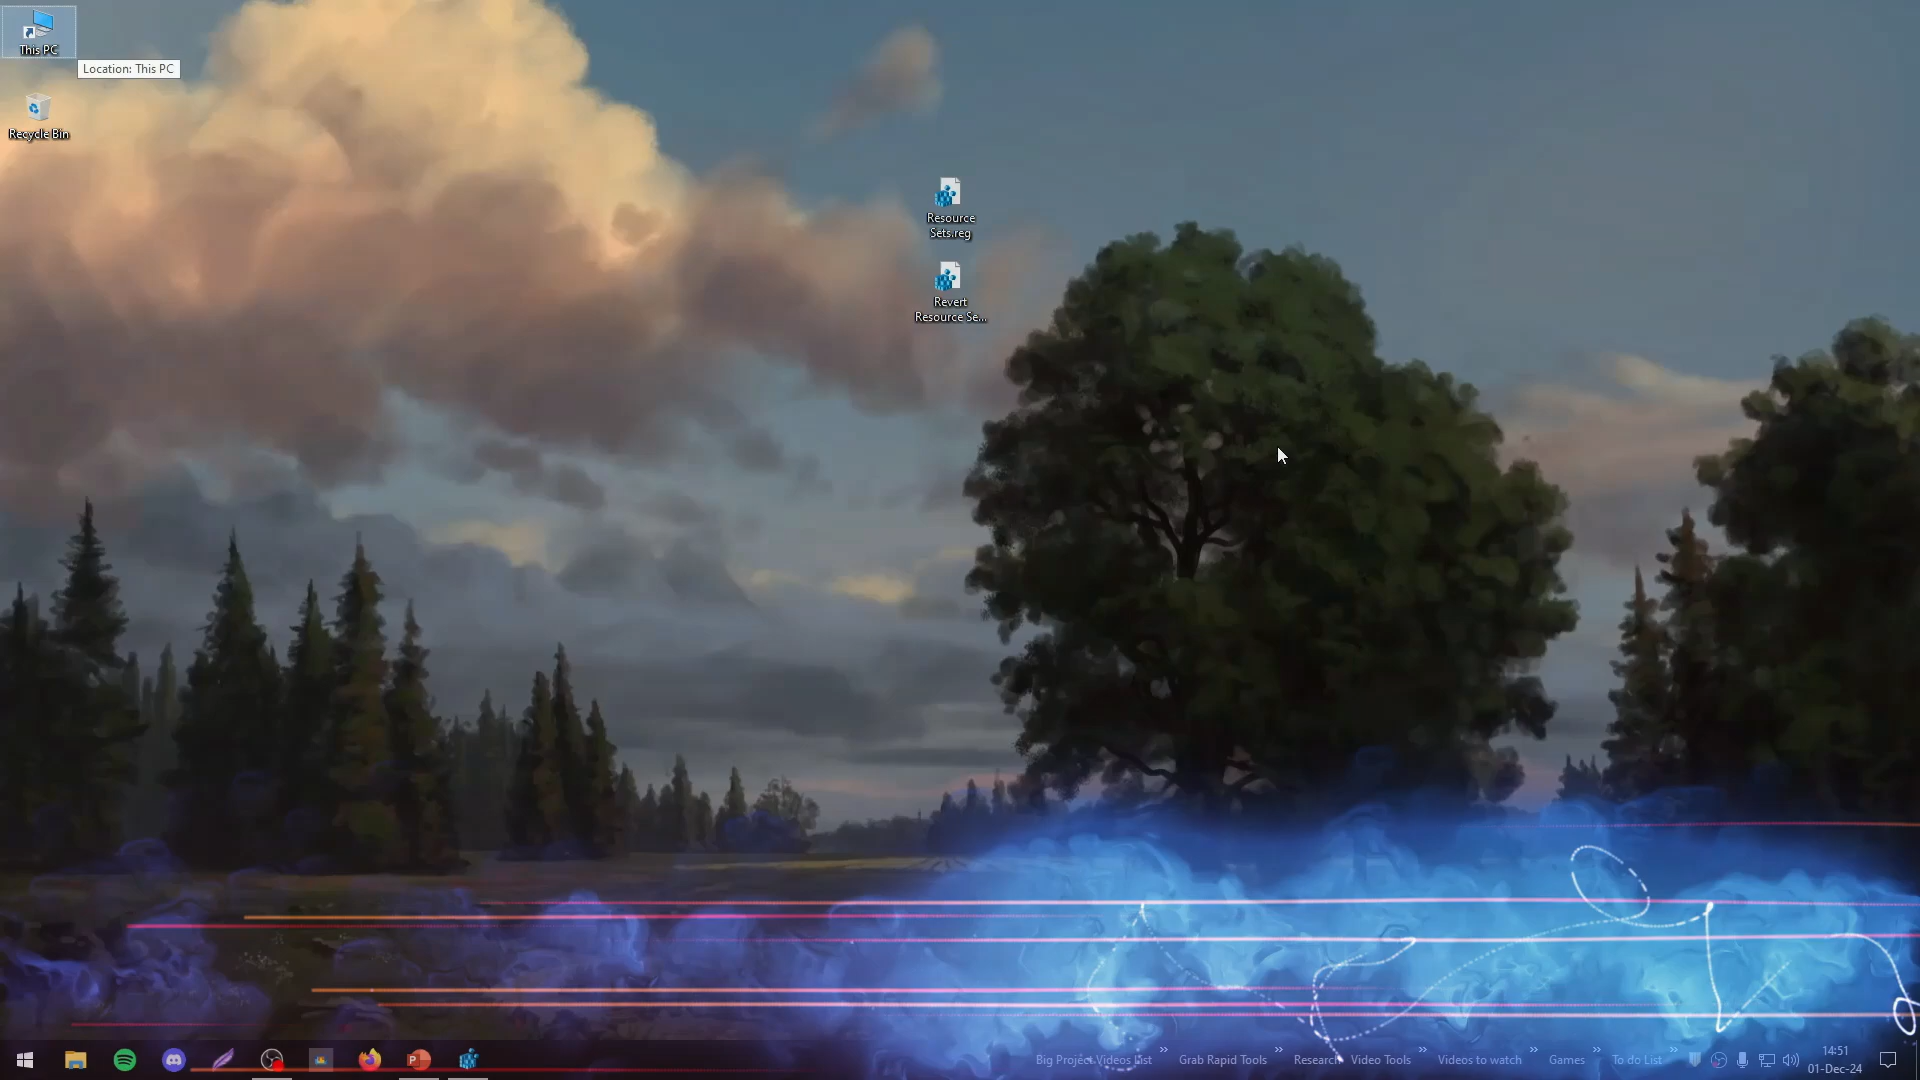 This PC
Location: This PC
Recycle Bin
Resource
Sets.reg
Revert
Resource Se...
Big Project Videos list
Grab Rapid Tools
Research
Video Tools
Videos to watch
Games
To do List
14:51
01-Dec-24